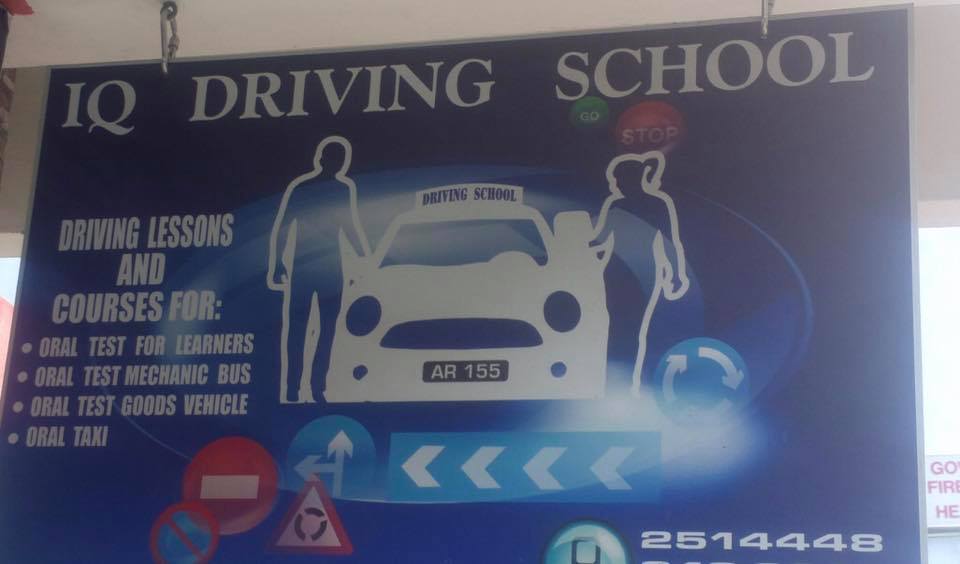 IQ DRIVING SCHOOL
GO
STOP
DRIVING SCHOOL
DRIVING LESSONS
AND
COURSES FOR:
• ORAL TEST FOR LEARNERS
• ORAL TEST MECHANIC BUS
• ORAL TEST GOODS VEHICLE
• ORAL TAXI
AR 155
2514448